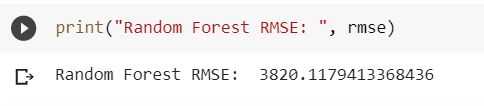 print("Random Forest RMSE: ", rmse)
Random Forest RMSE:  3820.1179413368436